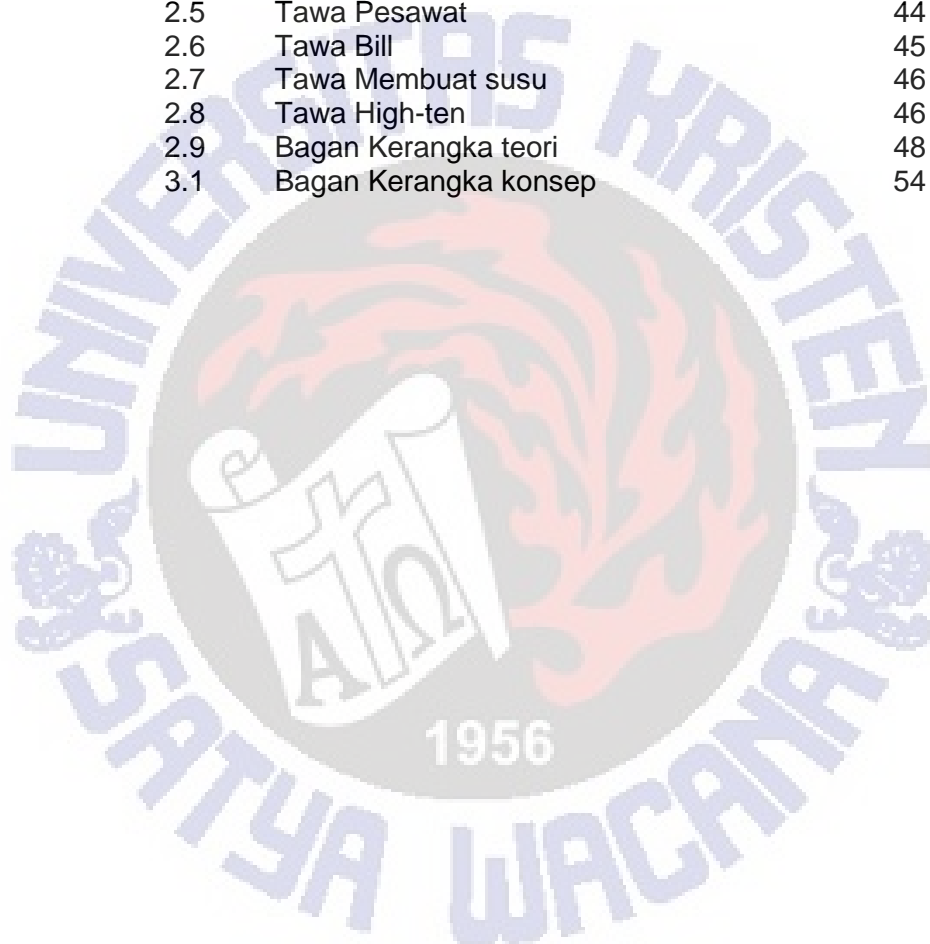 2.5 Tawa Pesawat 44
2.6 Tawa Bill 45
2.7 Tawa Membuat susu 46
2.8 Tawa High-ten 46
2.9 Bagan Kerangka teori 48
3.1 Bagan Kerangka konsep 54
UNIVERSITAS KRISTEN
Α Ω
1956
SATYA WACANA